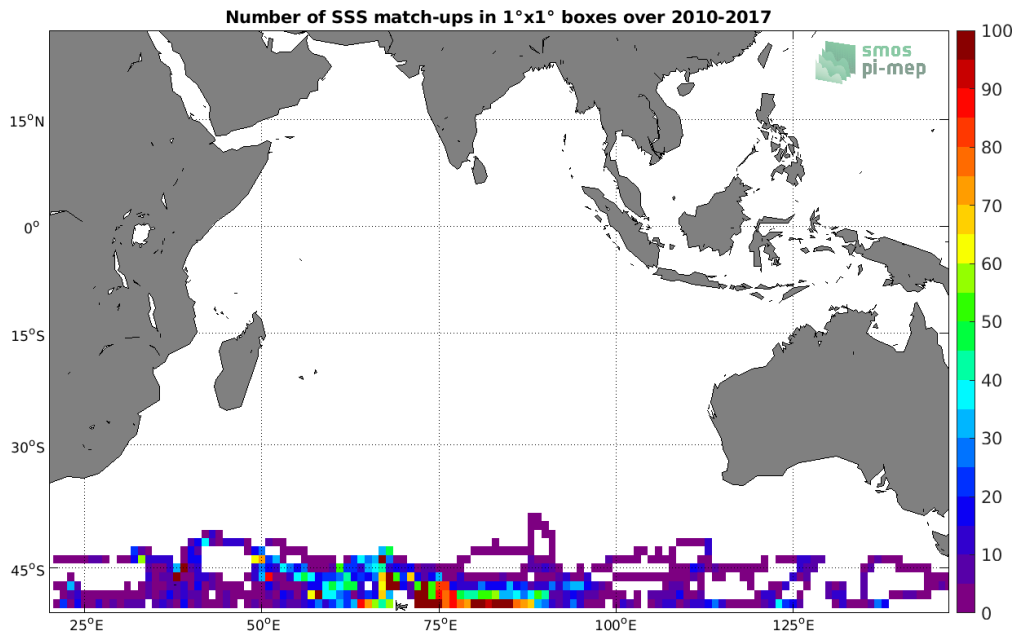 Number of SSS match-ups in 1°x1° boxes over 2010-2017
smos
pi-mep
100
90
80
70
60
50
40
30
20
10
0
15°N
0°
15°S
30°S
45°S
25°E
50°E
75°E
100°E
125°E